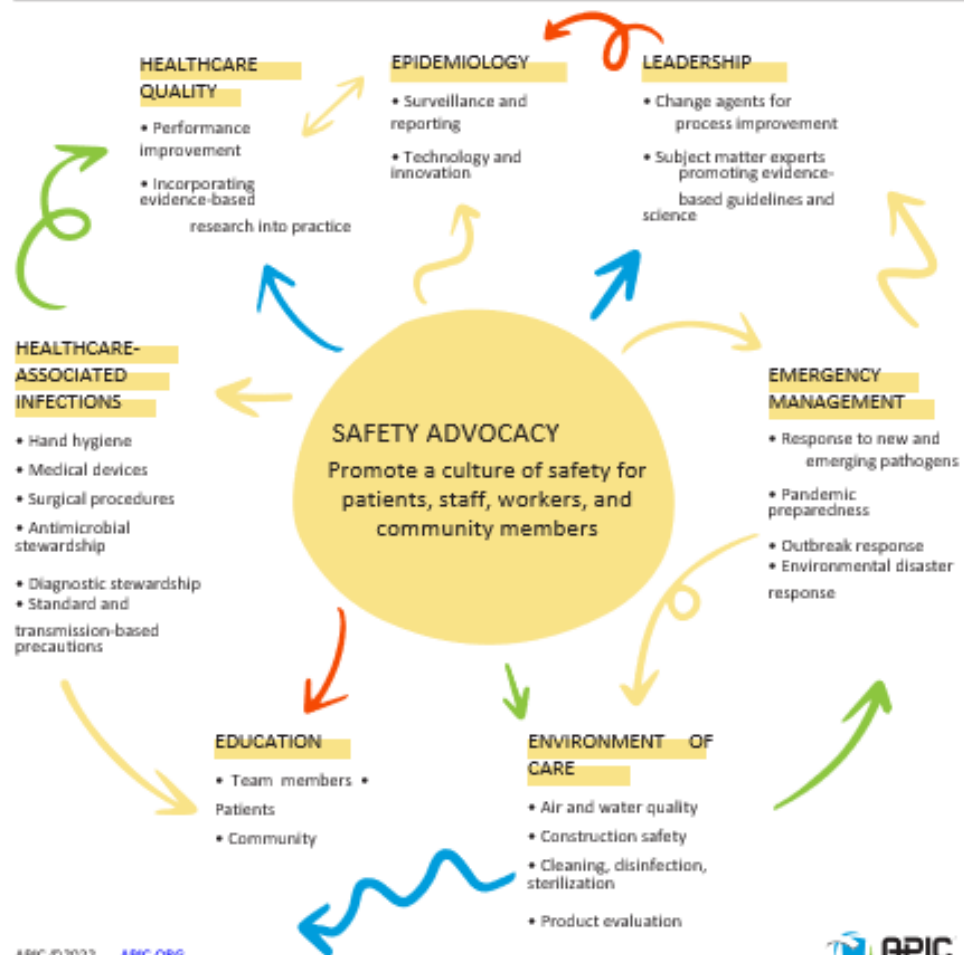 HEALTHCARE
QUALITY
• Performance
improvement
• Incorporating
evidence-based
research into practice
EPIDEMIOLOGY
• Surveillance and
reporting
• Technology and
innovation
LEADERSHIP
• Change agents for
process improvement
• Subject matter experts
promoting evidence-
based guidelines and
science
HEALTHCARE-
ASSOCIATED
INFECTIONS
• Hand hygiene
• Medical devices
• Surgical procedures
• Antimicrobial
stewardship
• Diagnostic stewardship
• Standard and
transmission-based
precautions
SAFETY ADVOCACY
Promote a culture of safety for
patients, staff, workers, and
community members
EMERGENCY
MANAGEMENT
• Response to new and
emerging pathogens
• Pandemic
preparedness
• Outbreak response
• Environmental disaster
response
EDUCATION
• Team members •
Patients
• Community
ENVIRONMENT OF
CARE
• Air and water quality
• Construction safety
• Cleaning, disinfection,
sterilization
• Product evaluation
APIC ©2022 APIC.ORG
APIC